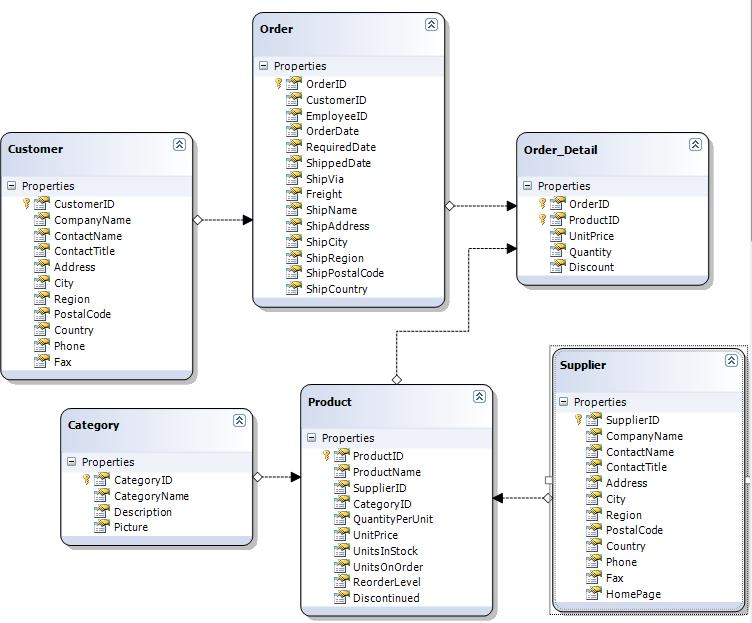 Order
Properties
OrderID
CustomerID
EmployeeID
OrderDate
RequiredDate
ShippedDate
ShipVia
Freight
ShipName
ShipAddress
ShipCity
ShipRegion
ShipPostalCode
ShipCountry
Customer
Properties
CustomerID
CompanyName
ContactName
ContactTitle
Address
City
Region
PostalCode
Country
Phone
Fax
Order_Detail
Properties
OrderID
ProductID
UnitPrice
Quantity
Discount
Category
Properties
CategoryID
CategoryName
Description
Picture
Product
Properties
ProductID
ProductName
SupplierID
CategoryID
QuantityPerUnit
UnitPrice
UnitsInStock
UnitsOnOrder
ReorderLevel
Discontinued
Supplier
Properties
SupplierID
CompanyName
ContactName
ContactTitle
Address
City
Region
PostalCode
Country
Phone
Fax
HomePage